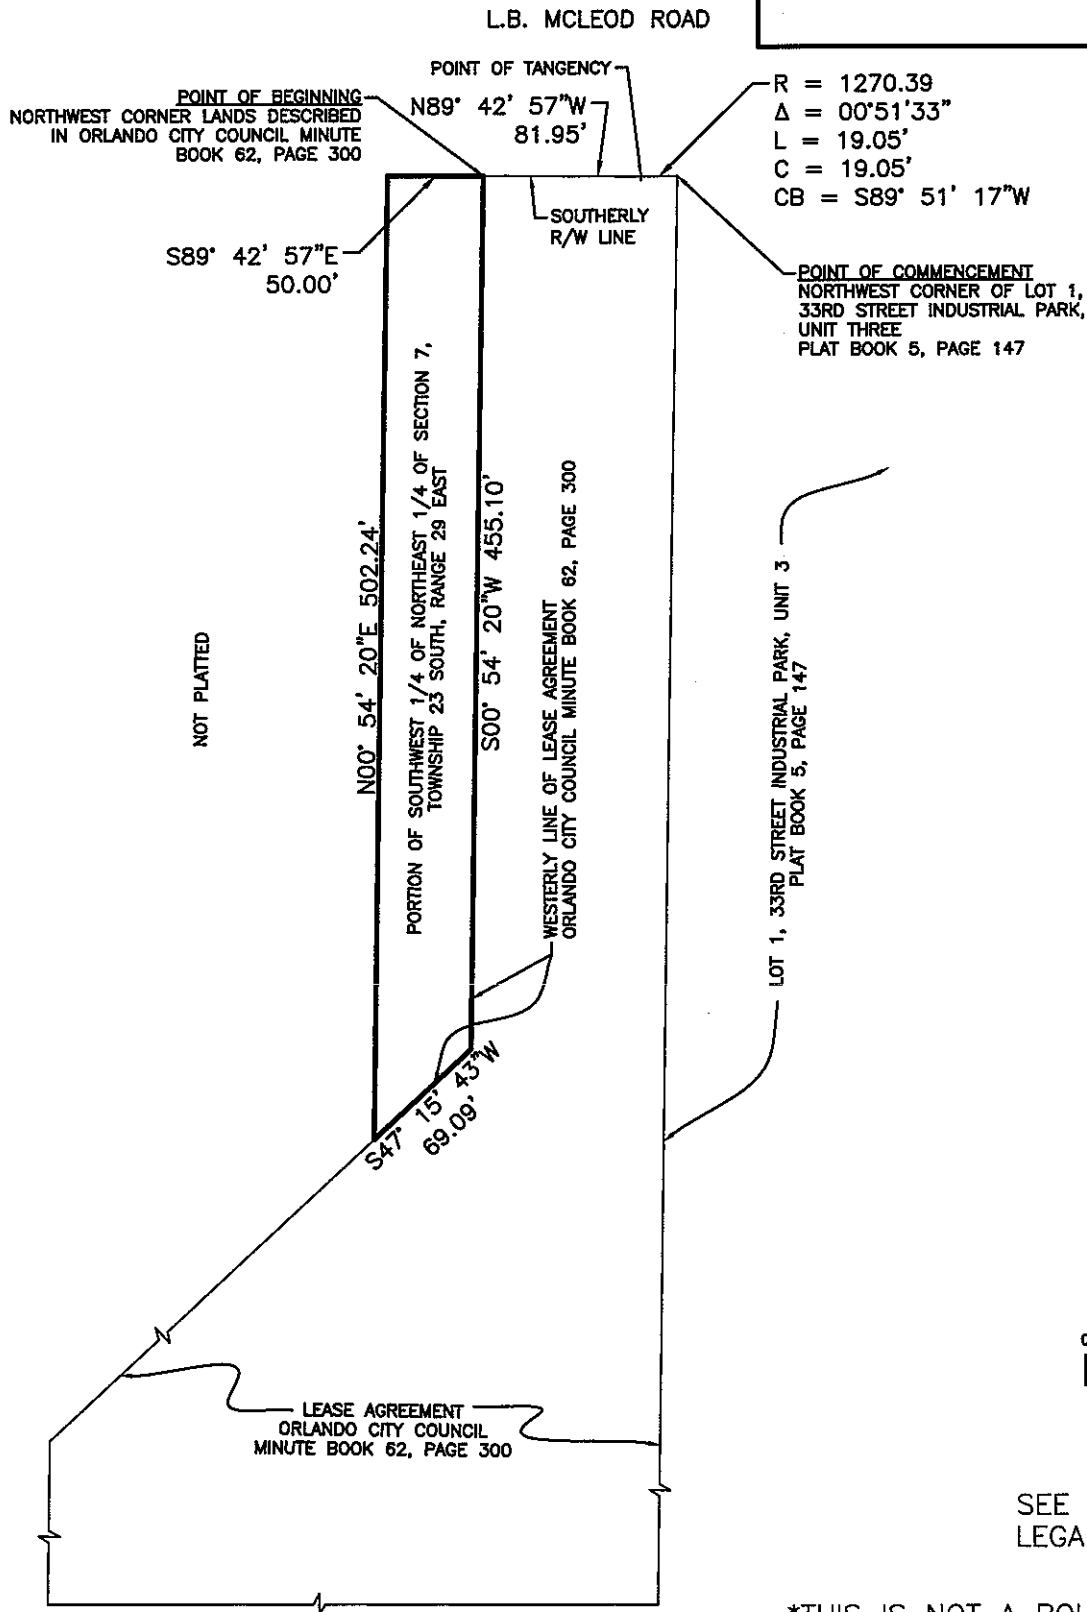 L.B. MCLEOD ROAD
POINT OF TANGENCY
N89° 42' 57"W
81.95'
POINT OF BEGINNING
NORTHWEST CORNER LANDS DESCRIBED
IN ORLANDO CITY COUNCIL MINUTE
BOOK 62, PAGE 300
R = 1270.39
Δ = 00°51'33"
L = 19.05'
C = 19.05'
CB = S89° 51' 17"W
SOUTHERLY
R/W LINE
S89° 42' 57"E
50.00'
POINT OF COMMENCEMENT
NORTHWEST CORNER OF LOT 1,
33RD STREET INDUSTRIAL PARK,
UNIT THREE
PLAT BOOK 5, PAGE 147
NOT PLATTED
N00° 54' 20"E 502.24'
PORTION OF SOUTHWEST 1/4 OF NORTHEAST 1/4 OF SECTION 7,
TOWNSHIP 23 SOUTH, RANGE 29 EAST
S00° 54' 20"W 455.10'
WESTERLY LINE OF LEASE AGREEMENT
ORLANDO CITY COUNCIL MINUTE BOOK 62, PAGE 300
LOT 1, 33RD STREET INDUSTRIAL PARK, UNIT 3
PLAT BOOK 5, PAGE 147
S47° 15' 43"W
69.09'
LEASE AGREEMENT
ORLANDO CITY COUNCIL
MINUTE BOOK 62, PAGE 300
SEE
LEGA
*THIS IS NOT A BOU